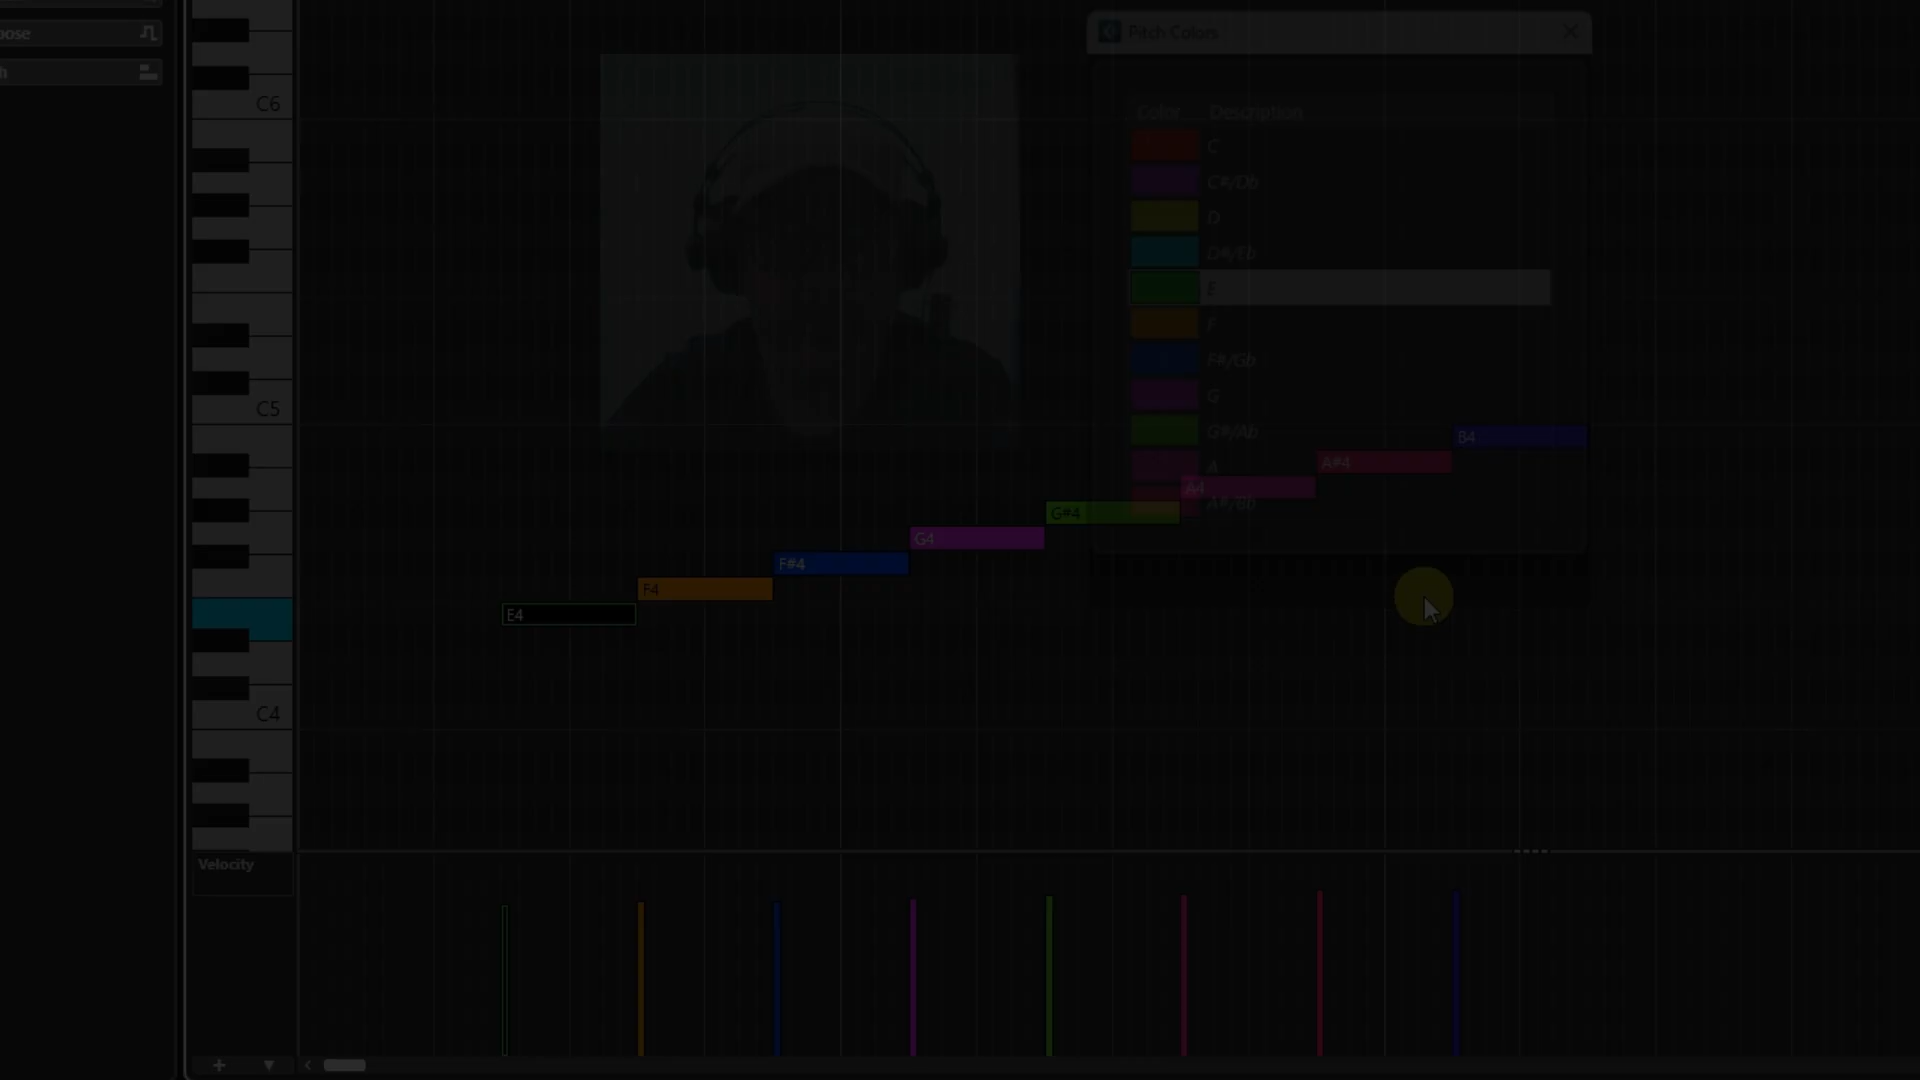 ose
h
C6
C5
C4
Pitch Colors
Color Description
C
C#/Db
D
D#/Eb
E
F
F#/Gb
G
G#/Ab
A
A#/Bb
B4
A#4
A4
G#4
G4
F#4
F4
E4
Velocity